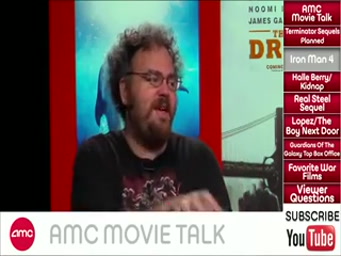 NOOMI
JAMES GA
DR
COMING
AMC
Movie Talk
Terminator Sequels
Planned
Iron Man 4
Halle Berry/
Kidnap
Real Steel
Sequel
Lopez/The
Boy Next Door
Guardians Of The
Galaxy Top Box Office
Favorite War
Films
Viewer
Questions
SUBSCRIBE
YouTube
amc AMC MOVIE TALK